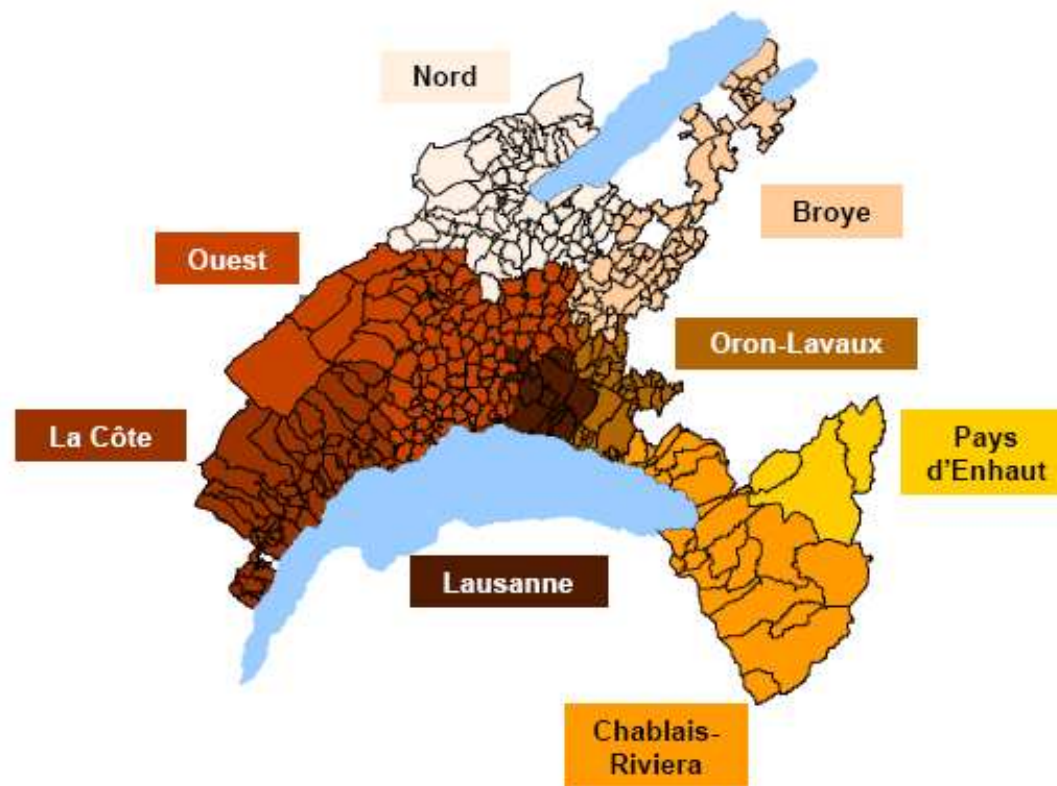 Nord
Broye
Ouest
Oron-Lavaux
La Côte
Pays
d'Enhaut
Lausanne
Chablais-
Riviera